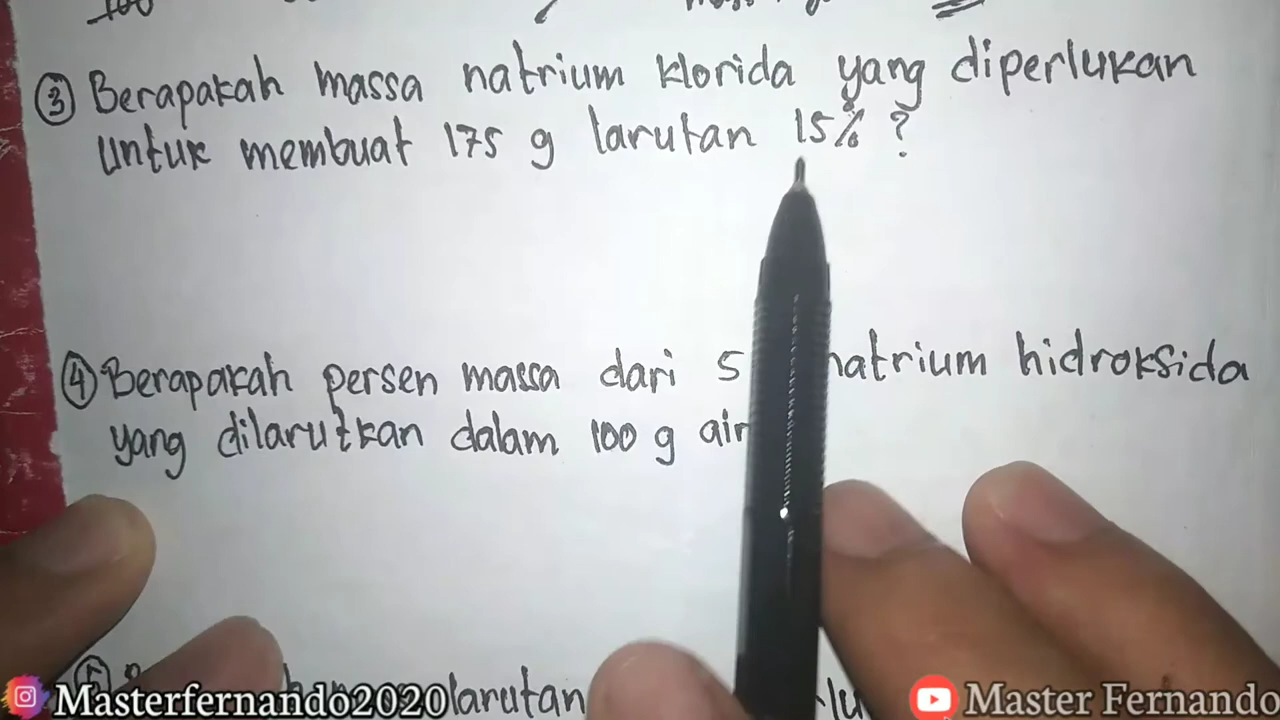 100
③ Berapakah massa natrium klorida yang diperlukan
untuk membuat 175 g larutan 15% ?
④ Berapakah persen massa dari 5 natrium hidroksida
yang dilarutkan dalam 100 g air
larutan
Masterfernando2020
Master Fernando